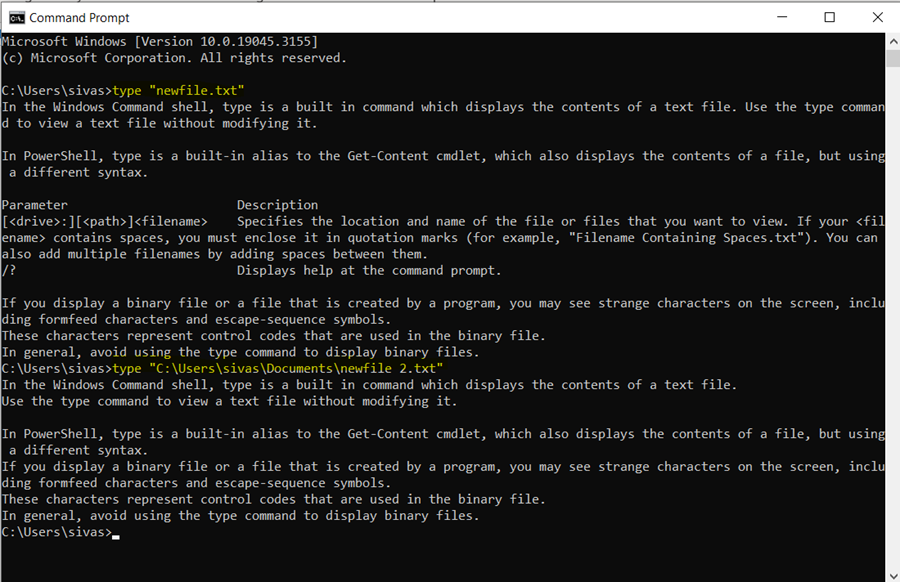 Command Prompt
Microsoft Windows [Version 10.0.19045.3155]
(c) Microsoft Corporation. All rights reserved.
C:\Users\sivas>type "newfile.txt"
In the Windows Command shell, type is a built in command which displays the contents of a text file. Use the type comman
d to view a text file without modifying it.
In PowerShell, type is a built-in alias to the Get-Content cmdlet, which also displays the contents of a file, but using
 a different syntax.
Parameter                     Description
[<drive>:][<path>]<filename>    Specifies the location and name of the file or files that you want to view. If your <fil
ename> contains spaces, you must enclose it in quotation marks (for example, "Filename Containing Spaces.txt"). You can
also add multiple filenames by adding spaces between them.
/?                           Displays help at the command prompt.
If you display a binary file or a file that is created by a program, you may see strange characters on the screen, inclu
ding formfeed characters and escape-sequence symbols.
These characters represent control codes that are used in the binary file.
In general, avoid using the type command to display binary files.
C:\Users\sivas>type "C:\Users\sivas\Documents\newfile 2.txt"
In the Windows Command shell, type is a built in command which displays the contents of a text file.
Use the type command to view a text file without modifying it.
In PowerShell, type is a built-in alias to the Get-Content cmdlet, which also displays the contents of a file, but using
 a different syntax.
If you display a binary file or a file that is created by a program, you may see strange characters on the screen, inclu
ding formfeed characters and escape-sequence symbols.
These characters represent control codes that are used in the binary file.
In general, avoid using the type command to display binary files.
C:\Users\sivas>